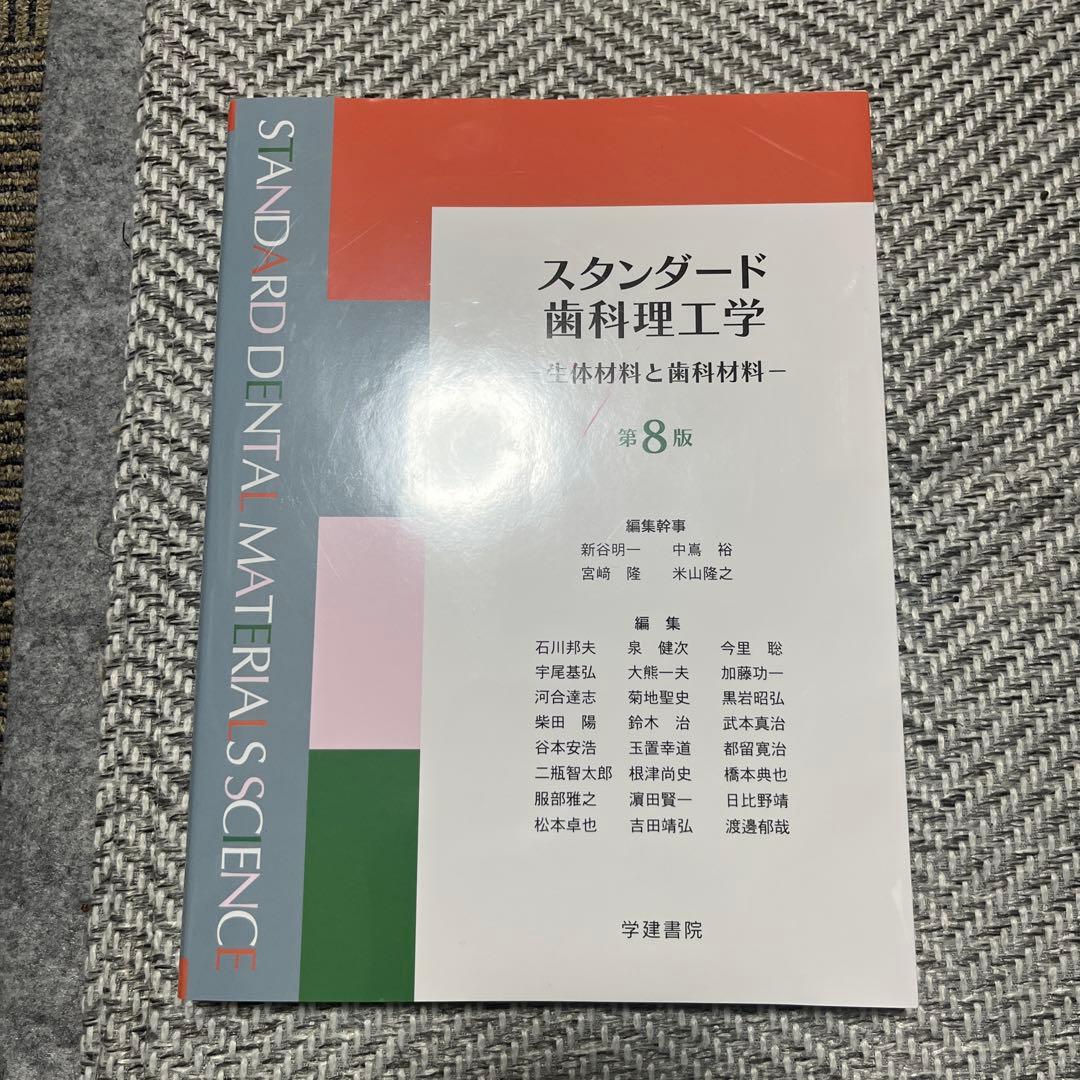 STANDARD DENTAL MATERIALS SCIENCE
スタンダード
歯科理工学
－生体材料と歯科材料－
第8版
編集幹事
新谷明一　中嶌　裕
宮﨑　隆　米山隆之
編　集
石川邦夫　泉　健次　今里　聡
宇尾基弘　大熊一夫　加藤功一
河合達志　菊地聖史　黒岩昭弘
柴田　陽　鈴木　治　武本真治
谷本安浩　玉置幸道　都留寛治
二瓶智太郎　根津尚史　橋本典也
服部雅之　濵田賢一　日比野靖
松本卓也　吉田靖弘　渡邊郁哉
学建書院